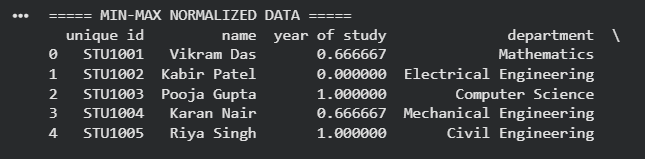 ••• ===== MIN-MAX NORMALIZED DATA =====
unique id name year of study department \
0 STU1001 Vikram Das 0.666667 Mathematics
1 STU1002 Kabir Patel 0.000000 Electrical Engineering
2 STU1003 Pooja Gupta 1.000000 Computer Science
3 STU1004 Karan Nair 0.666667 Mechanical Engineering
4 STU1005 Riya Singh 1.000000 Civil Engineering